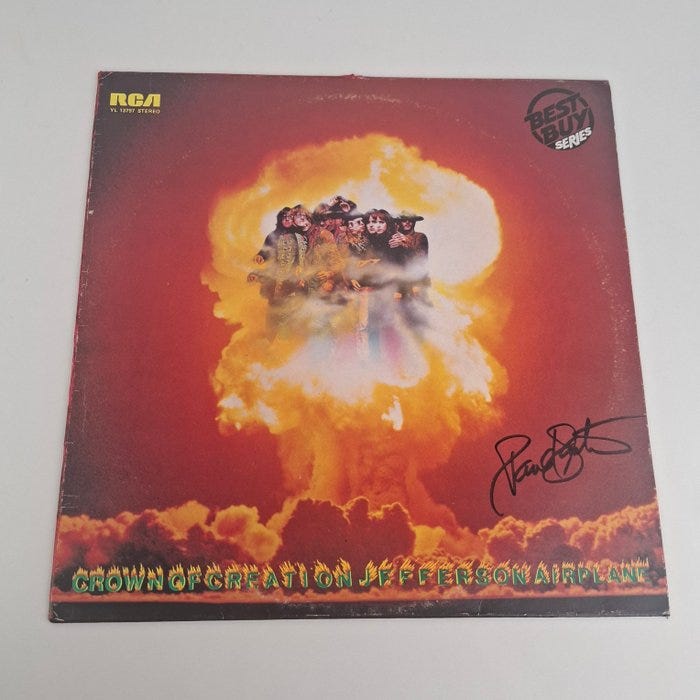 RCA
YL 13797 STEREO
BEST
BUY
SERIES
CROWN OF CREATION JEFFERSON AIRPLANE